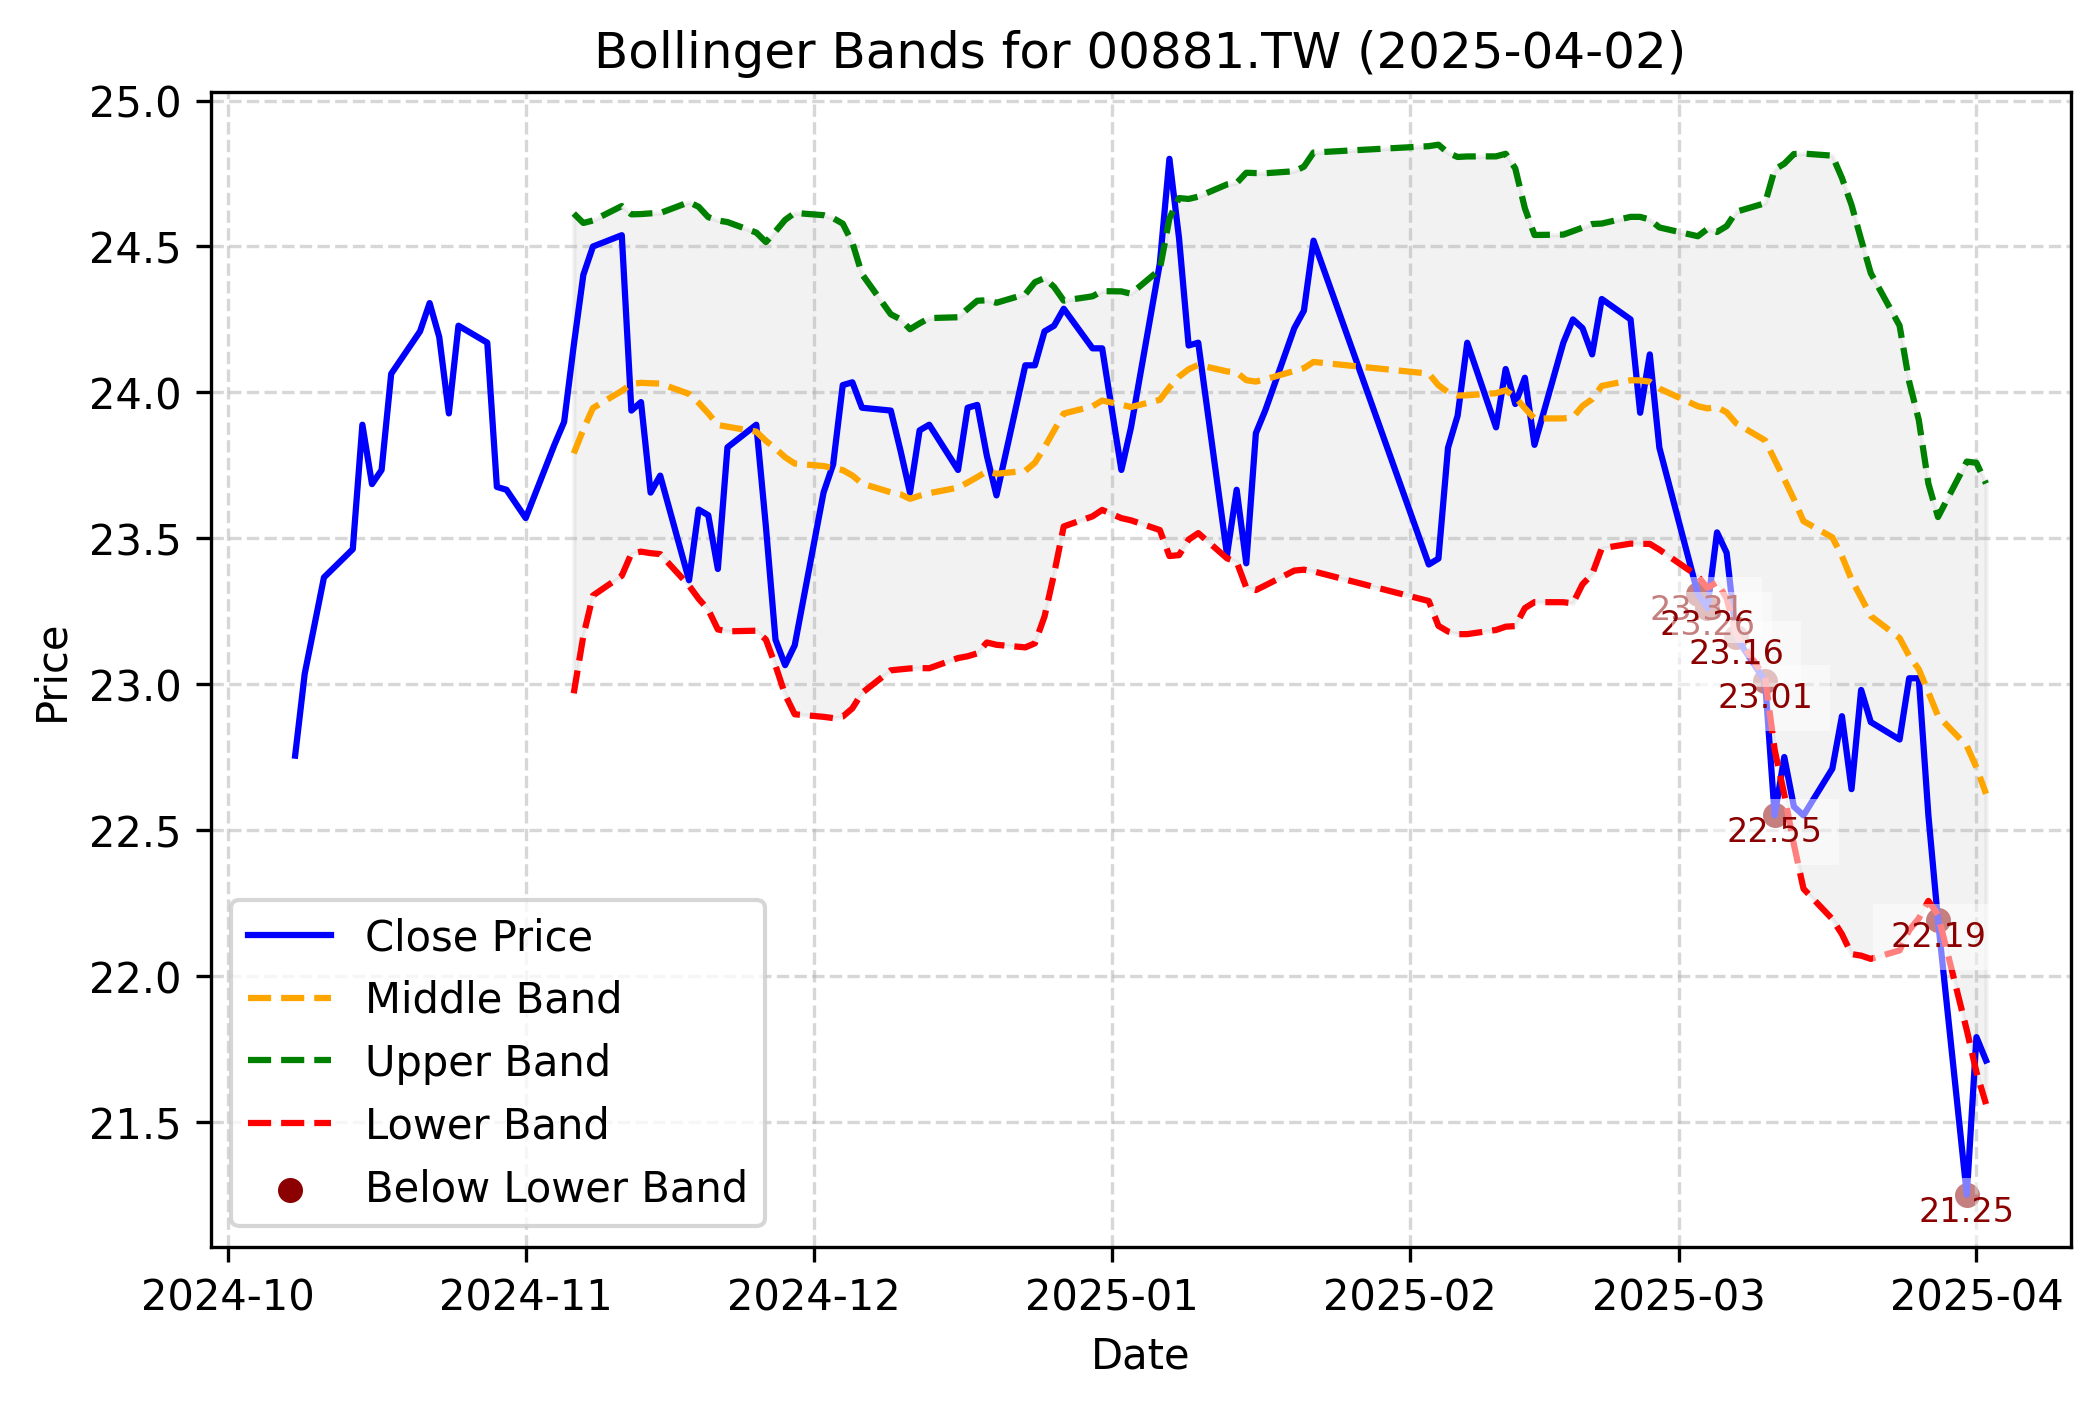 Bollinger Bands for 00881.TW (2025-04-02)
Price
25.0
24.5
24.0
23.5
23.0
22.5
22.0
21.5
23.31
23.26
23.16
23.01
22.55
22.19
21.25
Close Price
Middle Band
Upper Band
Lower Band
Below Lower Band
2024-10
2024-11
2024-12
2025-01
2025-02
2025-03
2025-04
Date